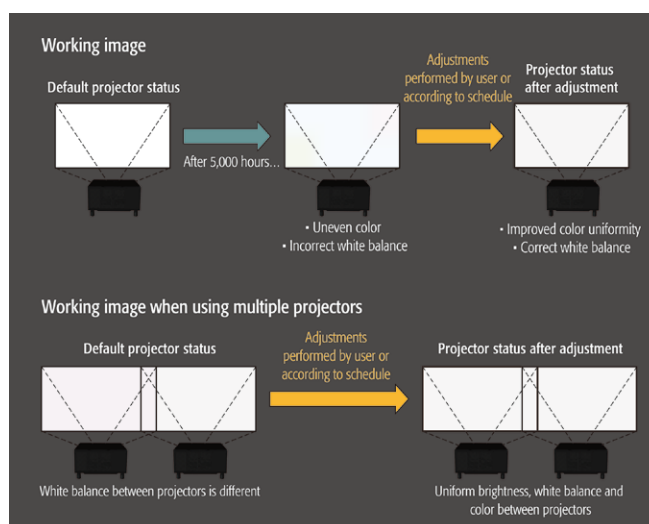 Working image
Default projector status
After 5,000 hours...
• Uneven color
• Incorrect white balance
Adjustments
performed by user or
according to schedule
Projector status
after adjustment
• Improved color uniformity
• Correct white balance
Working image when using multiple projectors
Default projector status
White balance between projectors is different
Adjustments
performed by user or
according to schedule
Projector status after adjustment
Uniform brightness, white balance and
color between projectors